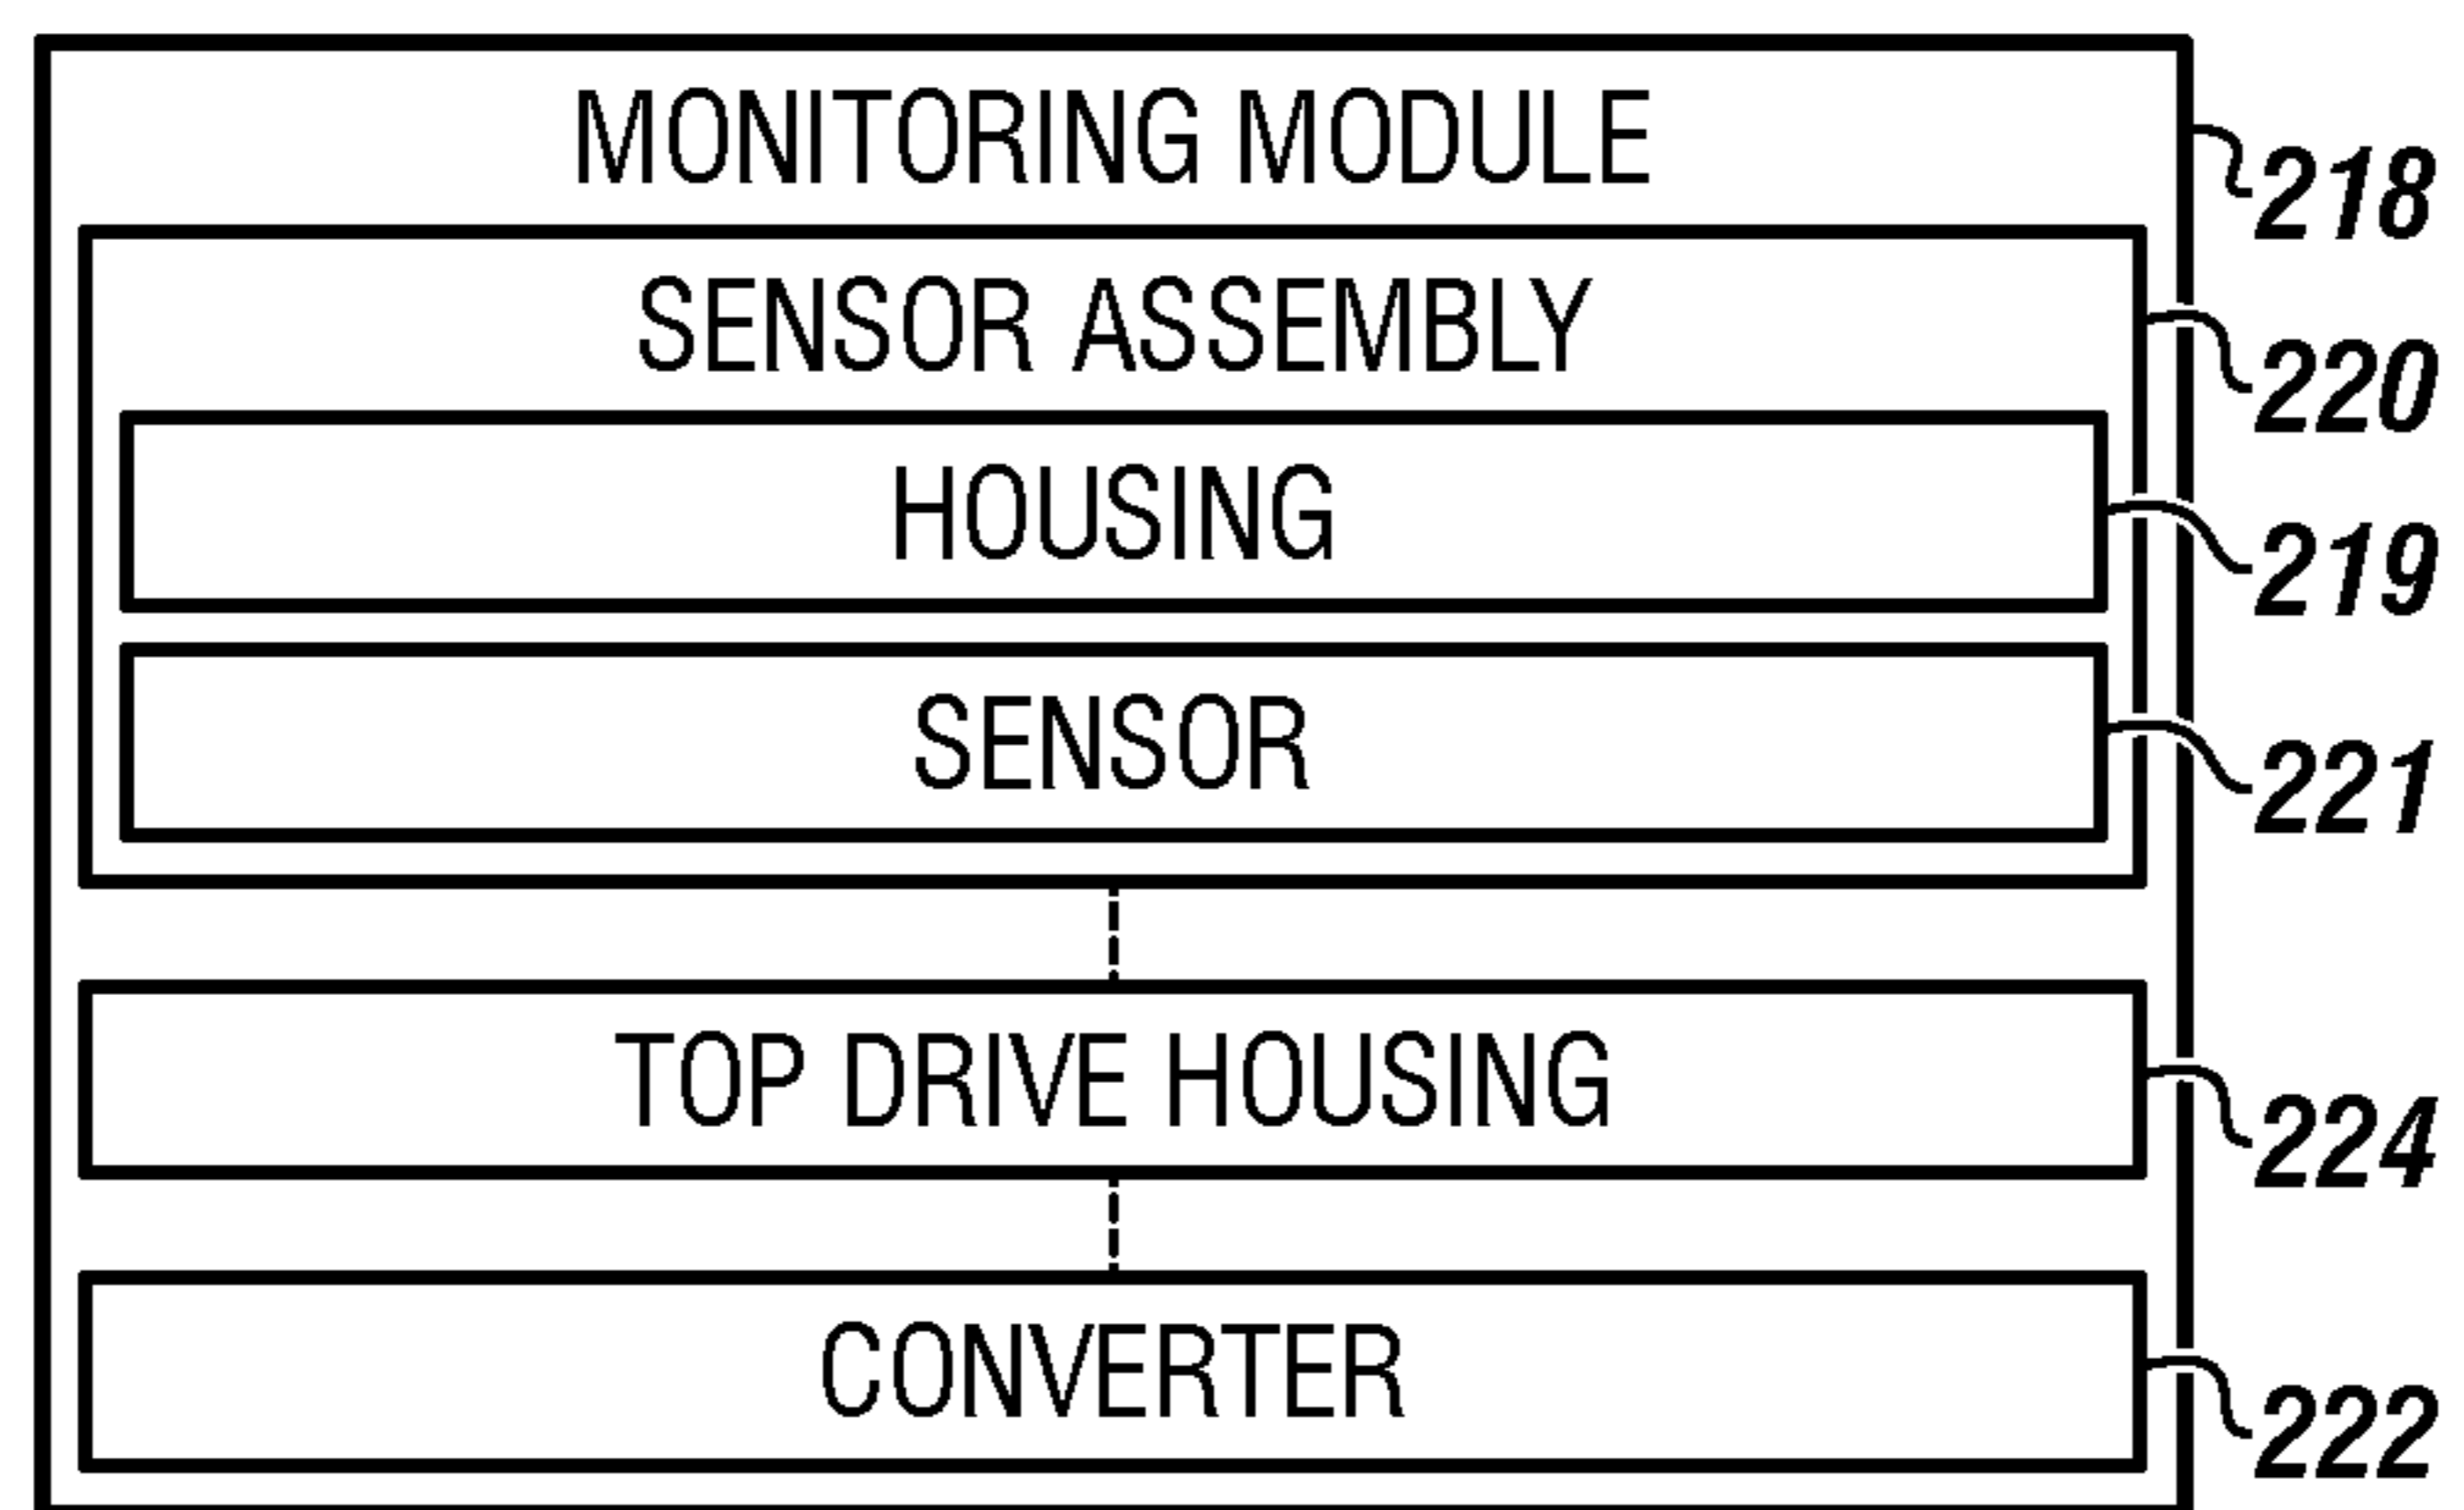 MONITORING MODULE
218
SENSOR ASSEMBLY
220
HOUSING
219
SENSOR
221
TOP DRIVE HOUSING
224
CONVERTER
222